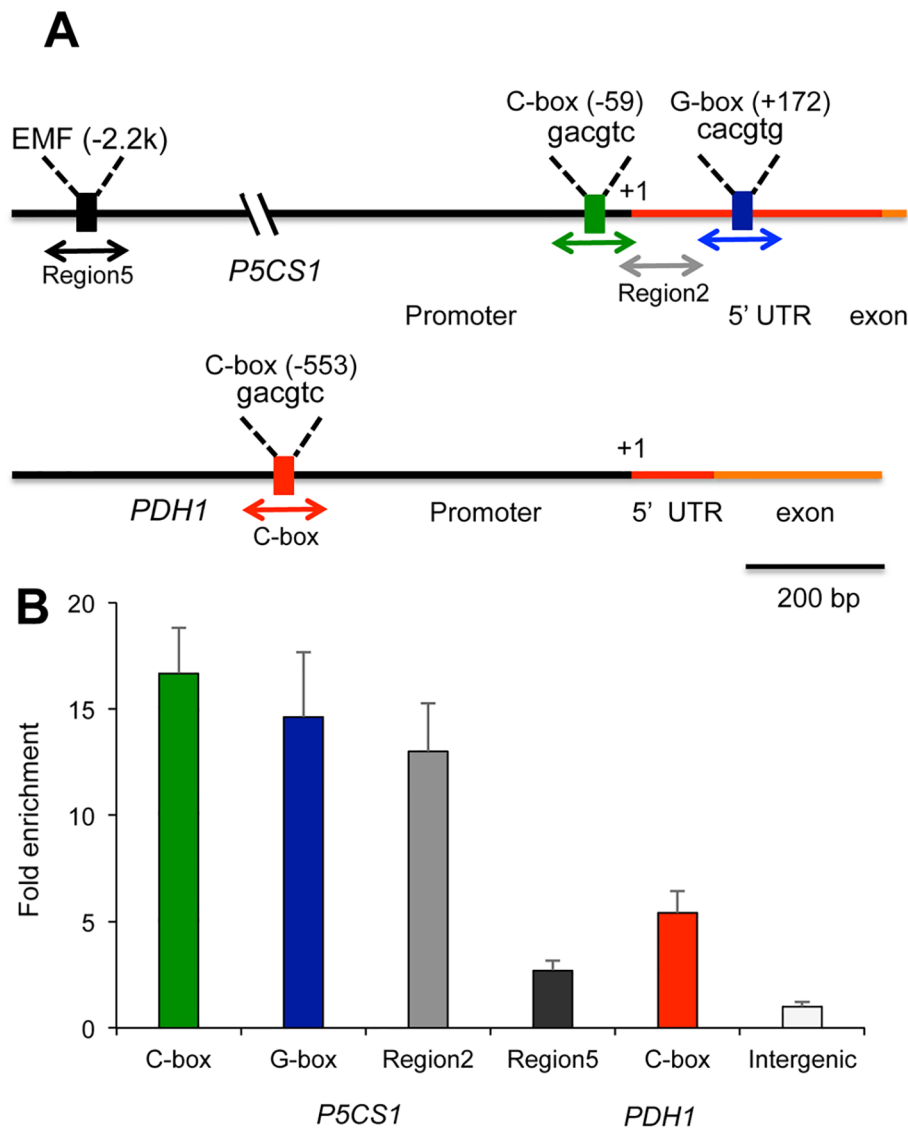 A
C-box (-59) G-box (+172)
gacgtc cacgtg
EMF (-2.2k)
+1
Region5
P5CS1
Region2
Promoter 5’ UTR exon
C-box (-553)
gacgtc
+1
PDH1 Promoter 5’ UTR exon
C-box
200 bp
B
20
15
10
5
0
Fold enrichment
C-box G-box Region2 Region5 C-box Intergenic
P5CS1 PDH1